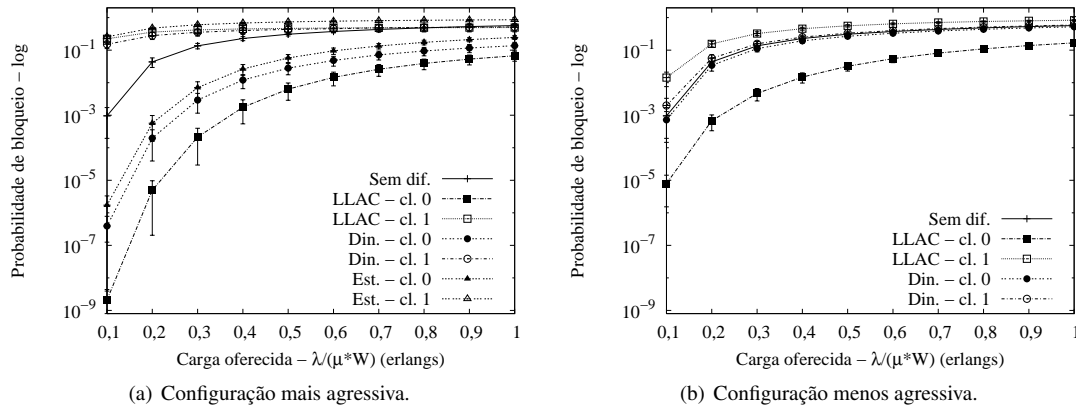 Probabilidade de bloqueio – log
10−1
10−3
10−5
10−7
10−9
Sem dif.
LLAC – cl. 0
LLAC – cl. 1
Din. – cl. 0
Din. – cl. 1
Est. – cl. 0
Est. – cl. 1
0,1 0,2 0,3 0,4 0,5 0,6 0,7 0,8 0,9 1
Carga oferecida – λ/(μ*W) (erlangs)
(a) Configuração mais agressiva.
Probabilidade de bloqueio – log
10−1
10−3
10−5
10−7
10−9
Sem dif.
LLAC – cl. 0
LLAC – cl. 1
Din. – cl. 0
Din. – cl. 1
0,1 0,2 0,3 0,4 0,5 0,6 0,7 0,8 0,9 1
Carga oferecida – λ/(μ*W) (erlangs)
(b) Configuração menos agressiva.